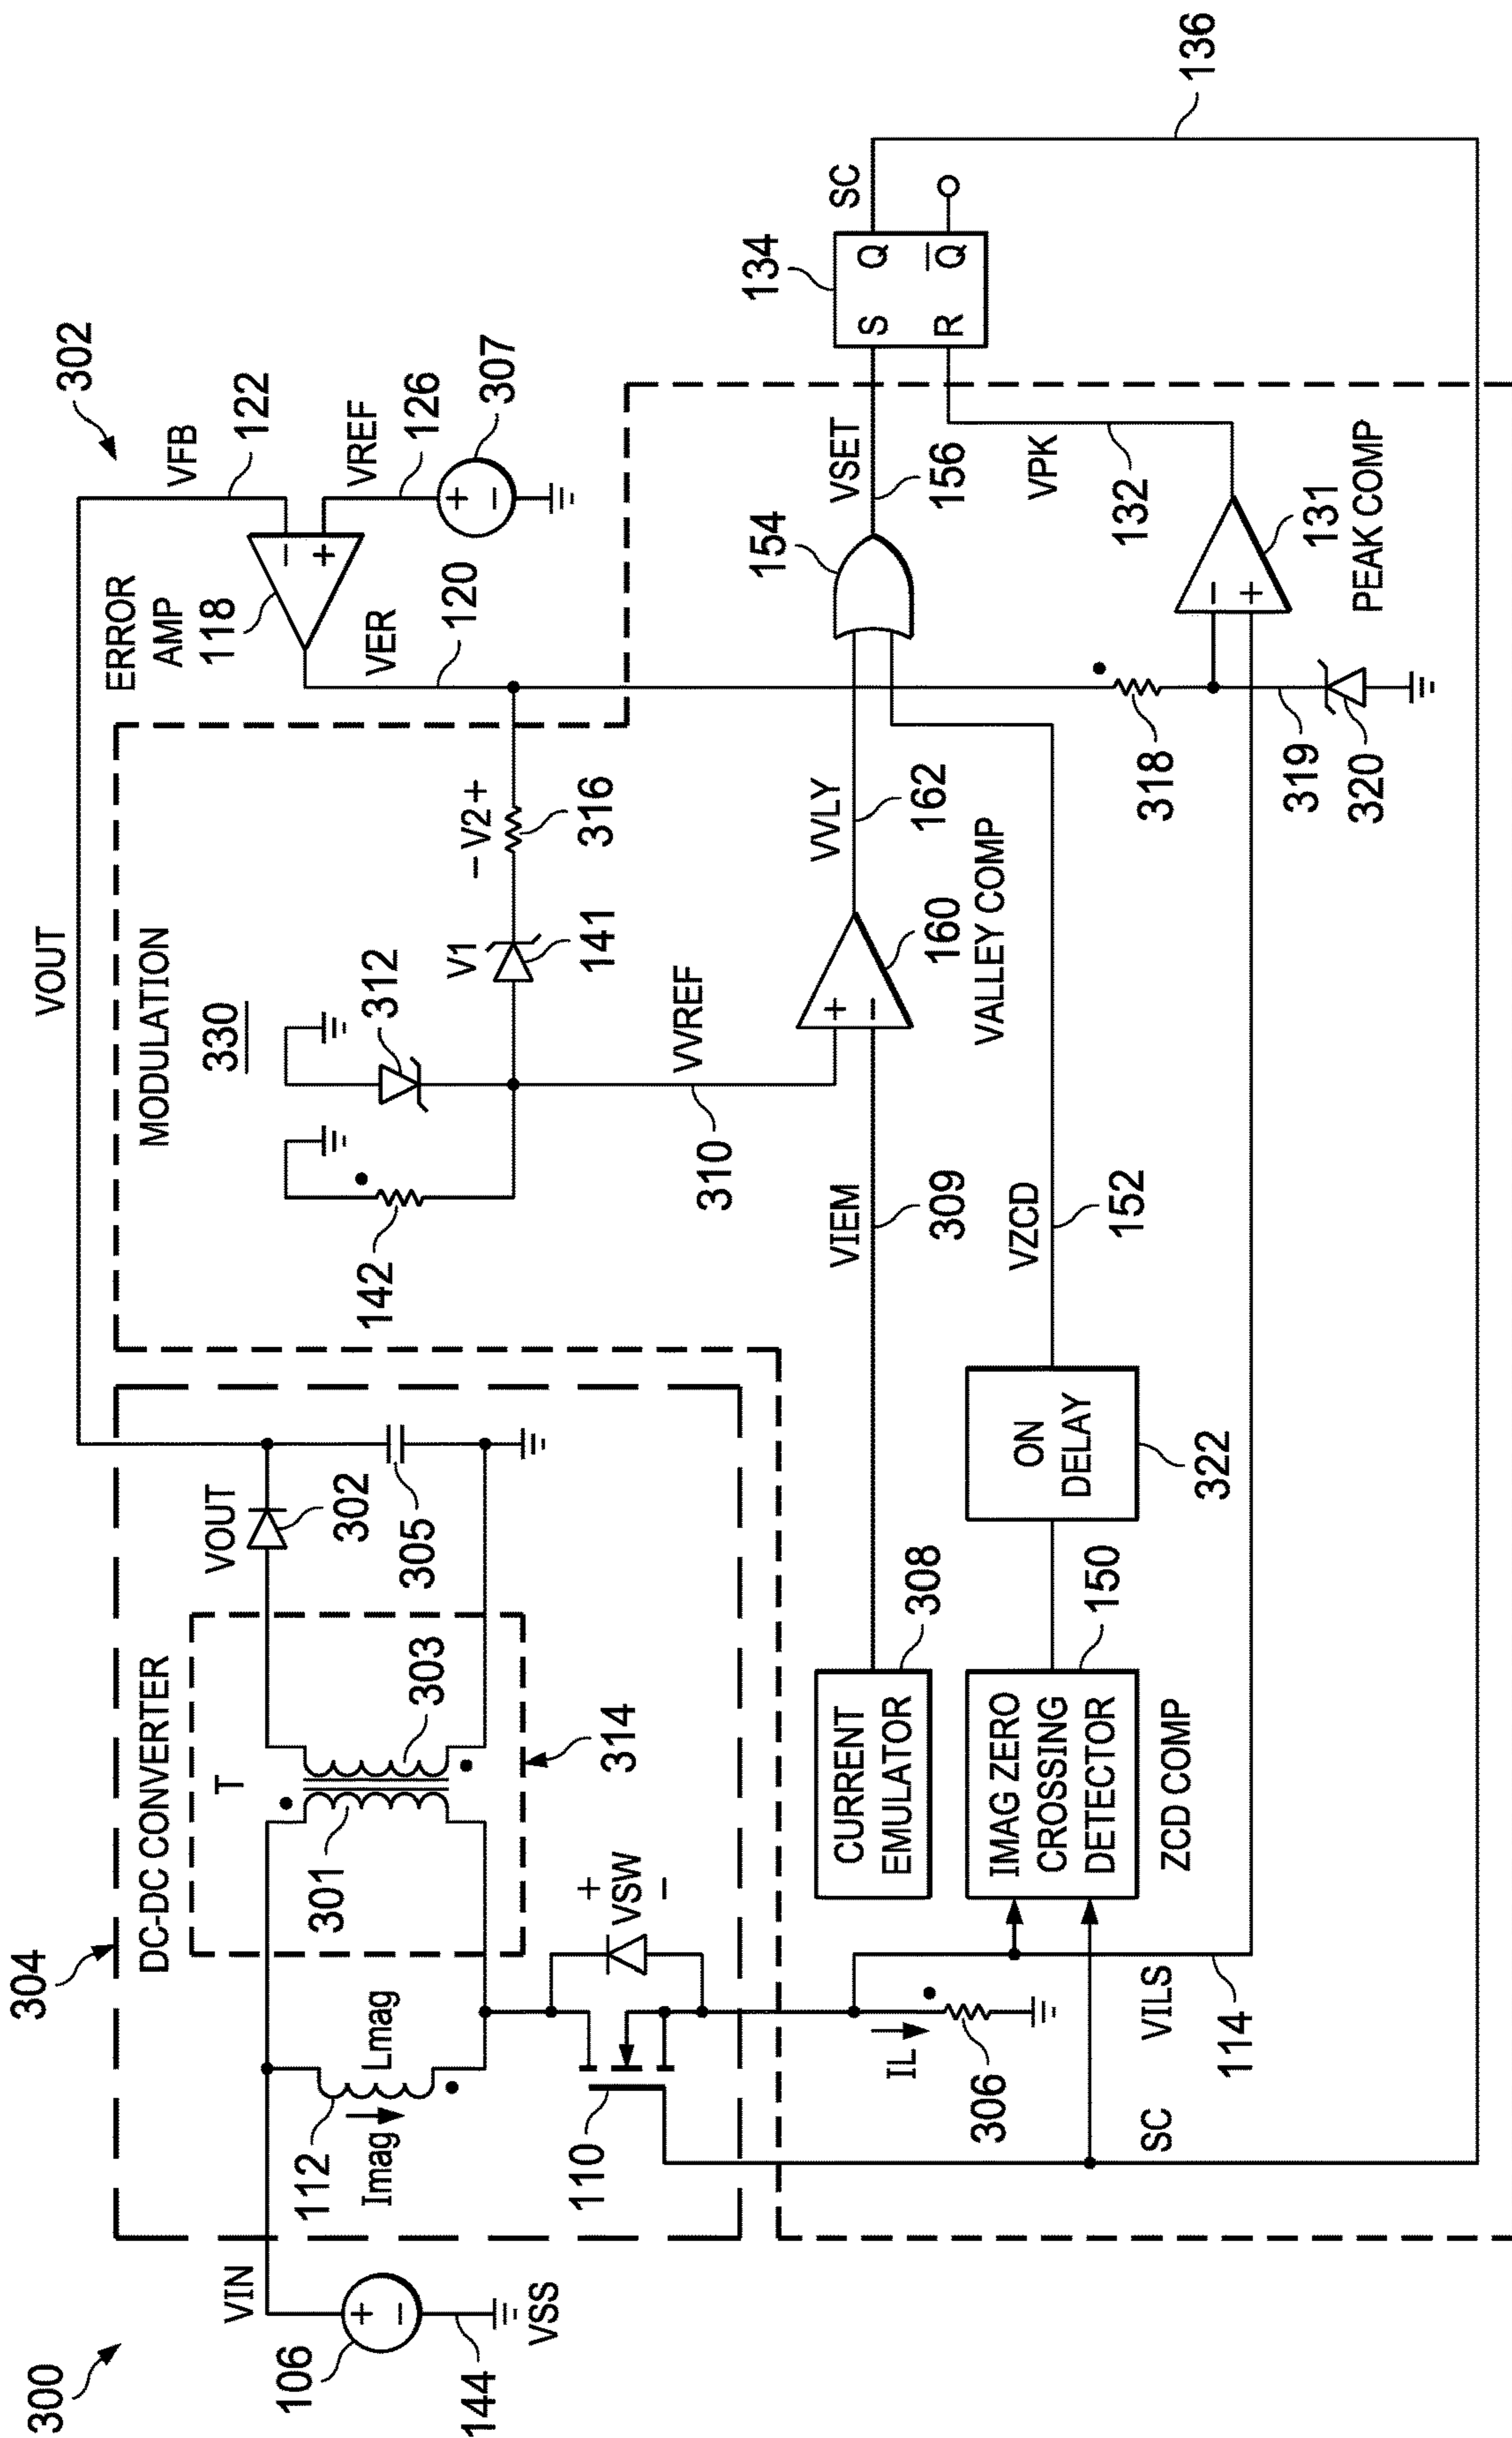 300
304
302
VOUT
DC-DC CONVERTER
VIN
106
+
−
144
VSS
112
Imag
Lmag
T
301
303
314
VOUT
302
305
110
+
VSW
−
MODULATION
330
142
312
V1
141
− V2 +
316
ERROR
AMP
118
−
+
VFB
122
VREF
126
+
−
307
VER
120
VVREF
310
VIEM
309
+
−
160
VALLEY COMP
VVLY
162
154
VSET
156
134
S
Q
R
Q
SC
136
CURRENT
EMULATOR
308
IMAG ZERO
CROSSING
DETECTOR
150
ZCD COMP
ON
DELAY
322
VZCD
152
318
319
320
−
+
131
PEAK COMP
VPK
132
IL
306
VILS
114
SC